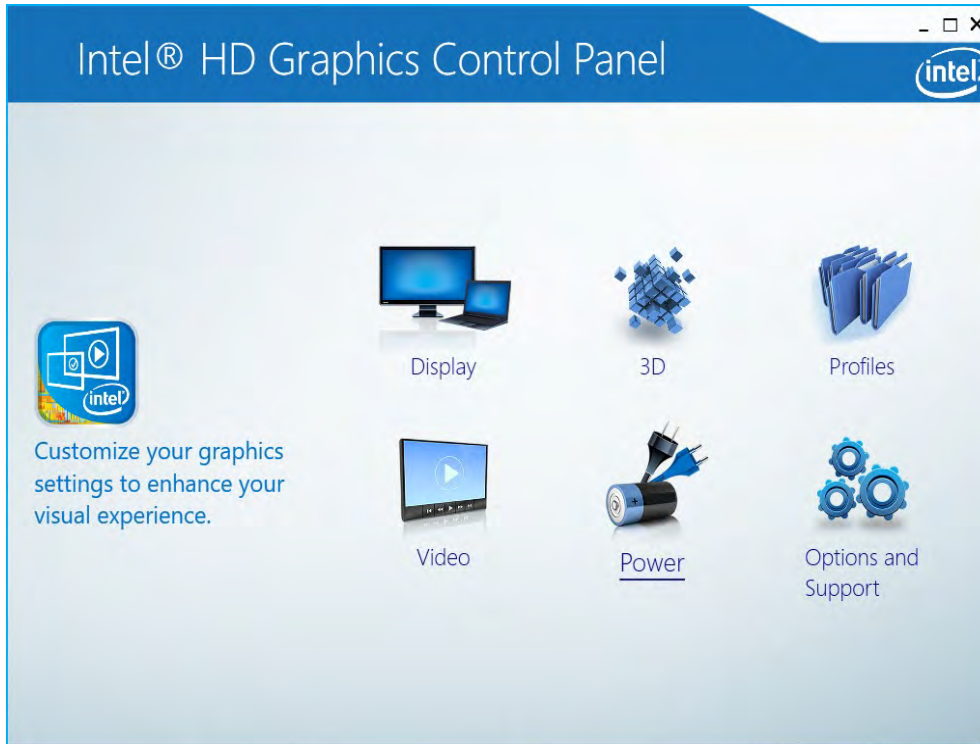 Intel® HD Graphics Control Panel
intel
Display
3D
Profiles
intel
Customize your graphics
settings to enhance your
visual experience.
Video
Power
Options and
Support